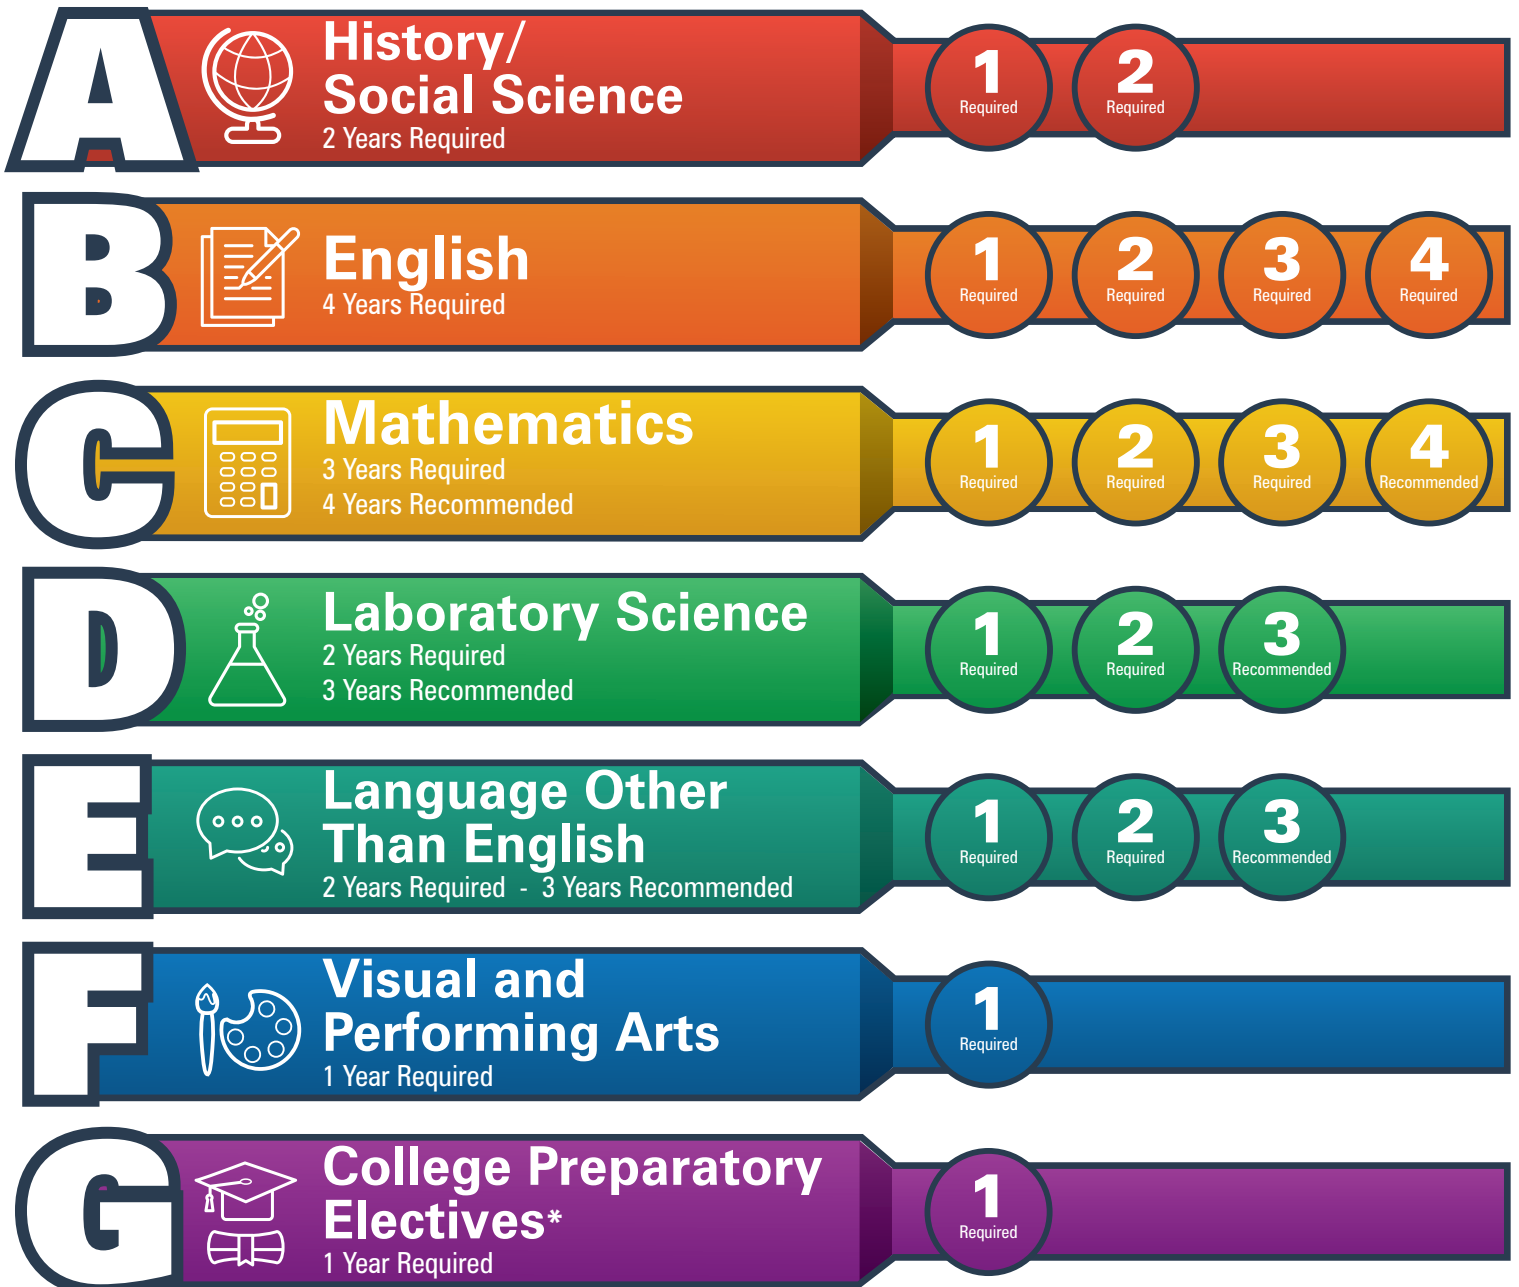 A
History/
Social Science
2 Years Required
1
Required
2
Required
B
English
4 Years Required
1
Required
2
Required
3
Required
4
Required
C
Mathematics
3 Years Required
4 Years Recommended
1
Required
2
Required
3
Required
4
Recommended
D
Laboratory Science
2 Years Required
3 Years Recommended
1
Required
2
Required
3
Recommended
E
Language Other
Than English
2 Years Required - 3 Years Recommended
1
Required
2
Required
3
Recommended
F
Visual and
Performing Arts
1 Year Required
1
Required
G
College Preparatory
Electives*
1 Year Required
1
Required